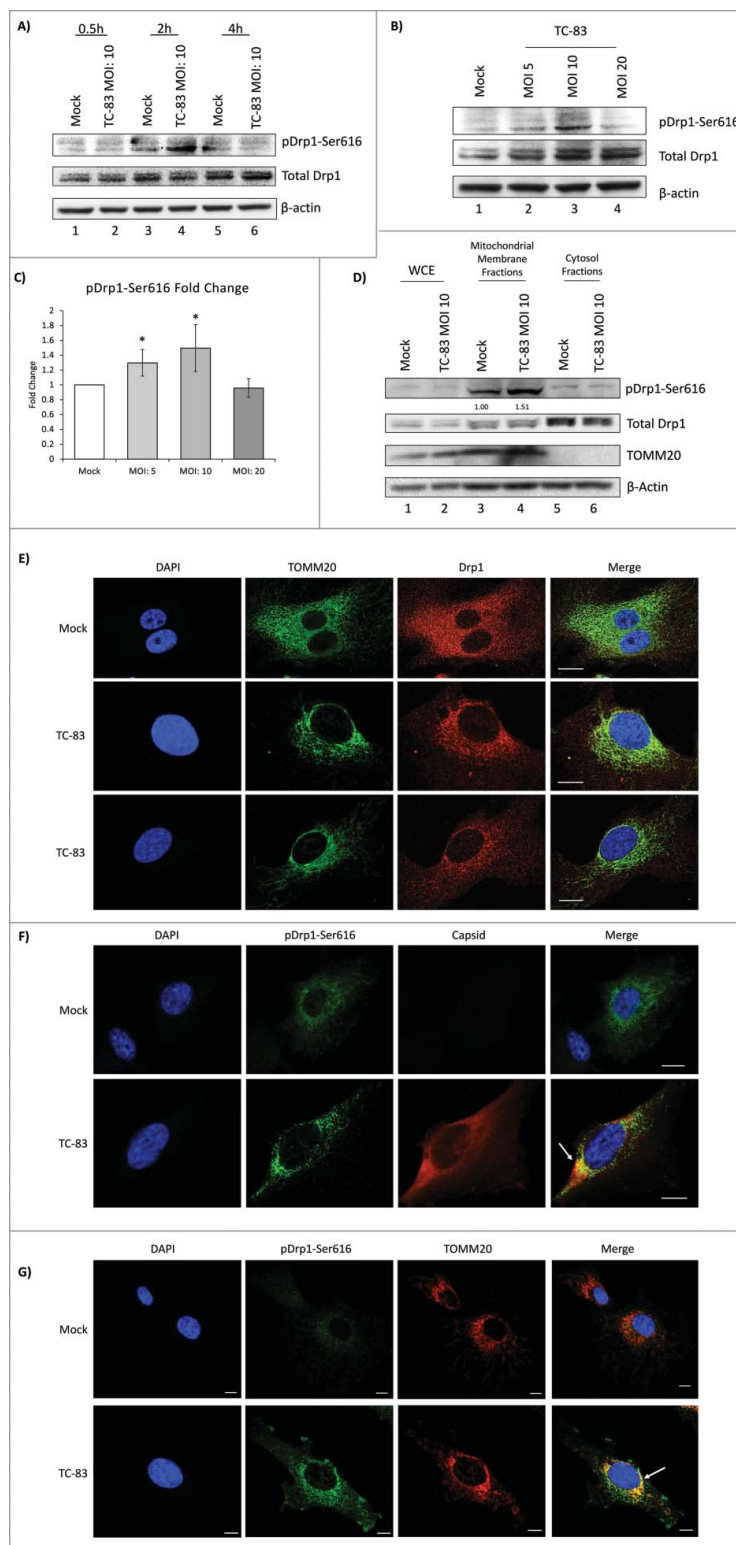 A)
0.5h 2h 4h
Mock
TC-83 MOI: 10
Mock
TC-83 MOI: 10
Mock
TC-83 MOI: 10
pDrp1-Ser616
Total Drp1
β-actin
1 2 3 4 5 6
B)
TC-83
Mock
MOI 5
MOI 10
MOI 20
pDrp1-Ser616
Total Drp1
β-actin
1 2 3 4
C)
pDrp1-Ser616 Fold Change
Fold Change
2
1.8
1.6
1.4
1.2
1
0.8
0.6
0.4
0.2
0
* *
Mock MOI: 5 MOI: 10 MOI: 20
D)
WCE
Mitochondrial
Membrane
Fractions
Cytosol
Fractions
Mock
TC-83 MOI 10
Mock
TC-83 MOI 10
Mock
TC-83 MOI 10
pDrp1-Ser616
1.00 1.51
Total Drp1
TOMM20
β-Actin
1 2 3 4 5 6
E)
DAPI TOMM20 Drp1 Merge
Mock
TC-83
TC-83
F)
DAPI pDrp1-Ser616 Capsid Merge
Mock
TC-83
G)
DAPI pDrp1-Ser616 TOMM20 Merge
Mock
TC-83